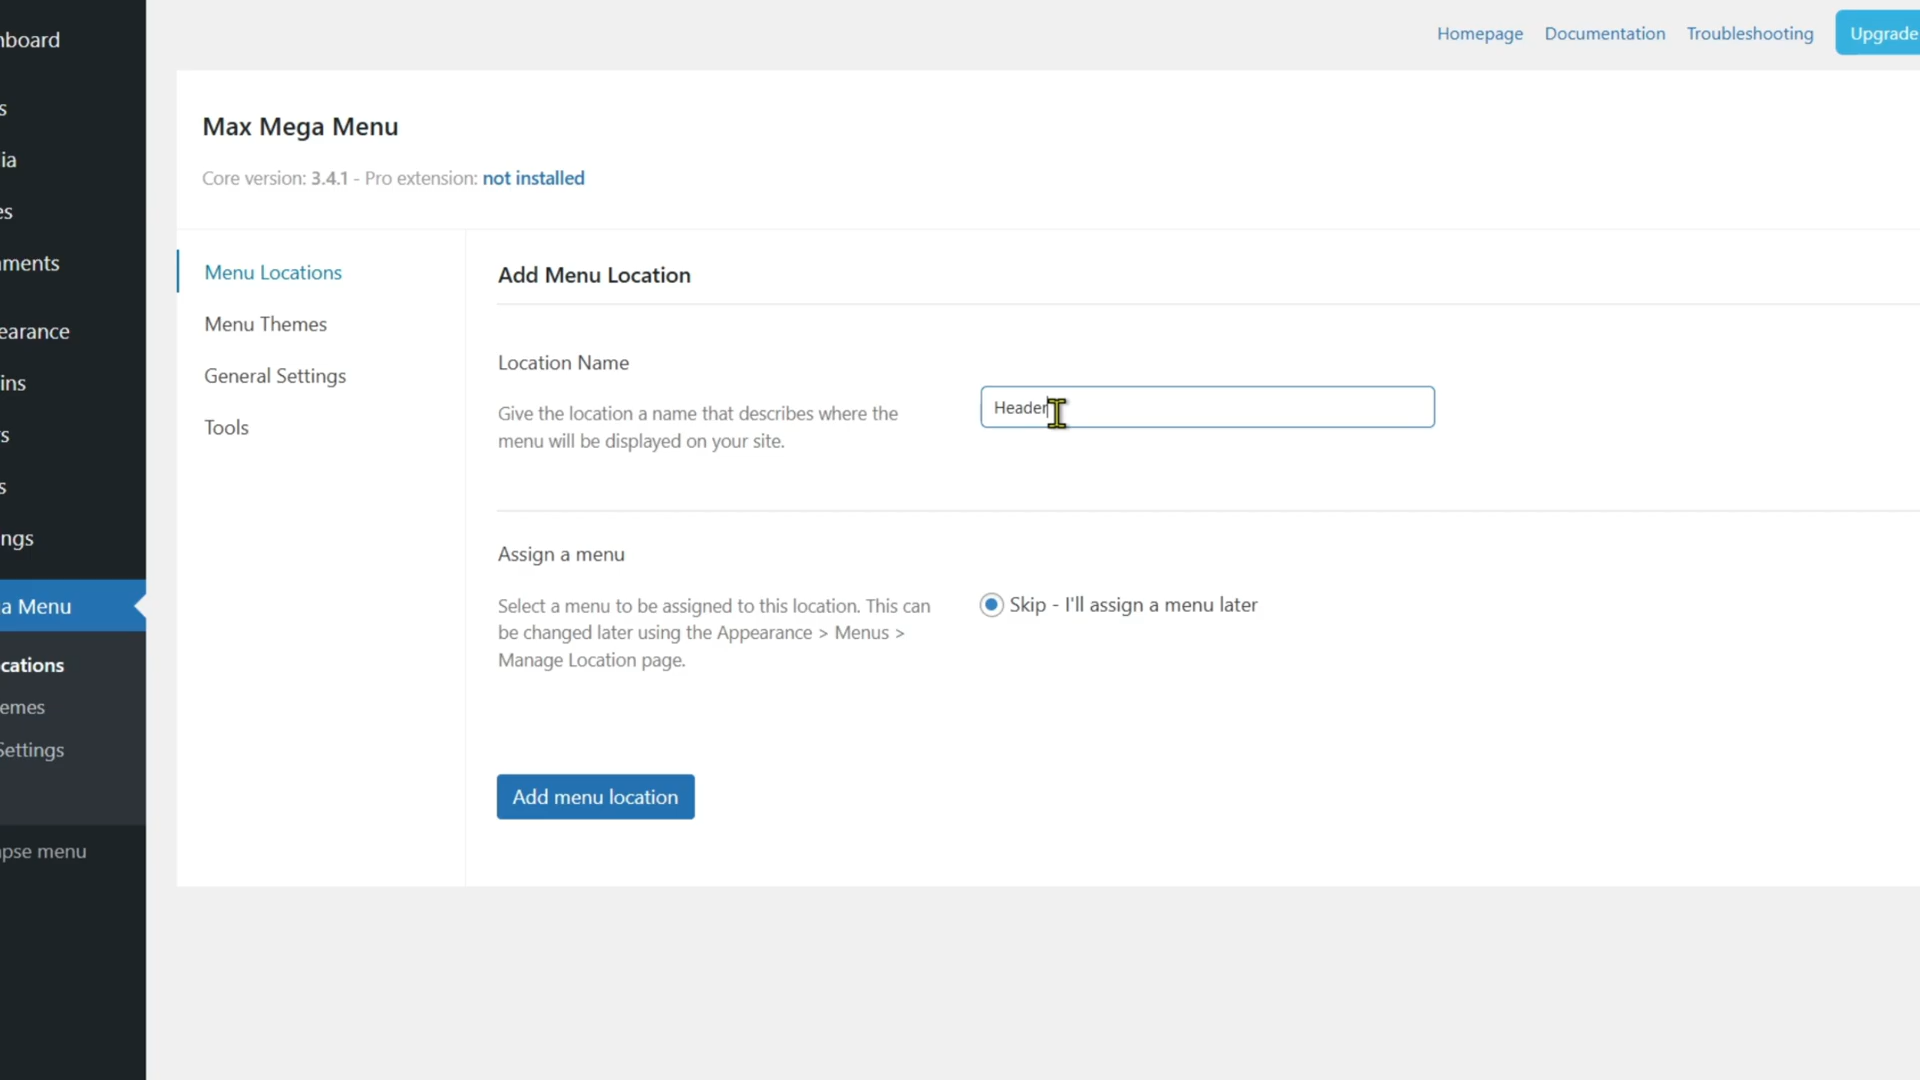 Homepage Documentation Troubleshooting Upgrade
Max Mega Menu
Core version: 3.4.1 - Pro extension: not installed
Menu Locations
Menu Themes
General Settings
Tools
Add Menu Location
Location Name
Give the location a name that describes where the
menu will be displayed on your site.
Header
Assign a menu
Select a menu to be assigned to this location. This can
be changed later using the Appearance > Menus >
Manage Location page.
Skip - I'll assign a menu later
Add menu location
board
s
ia
es
ments
earance
ins
s
s
ngs
a Menu
cations
emes
Settings
pse menu